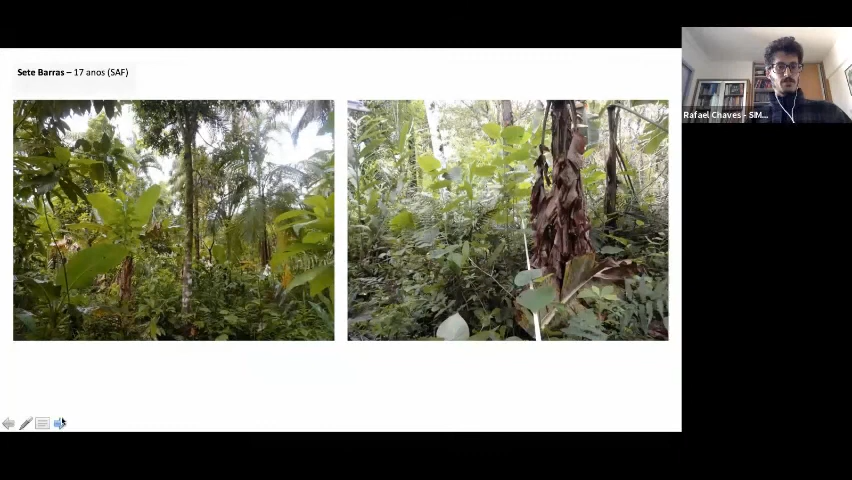 Sete Barras – 17 anos (SAF)
Rafael Chaves - SIM...